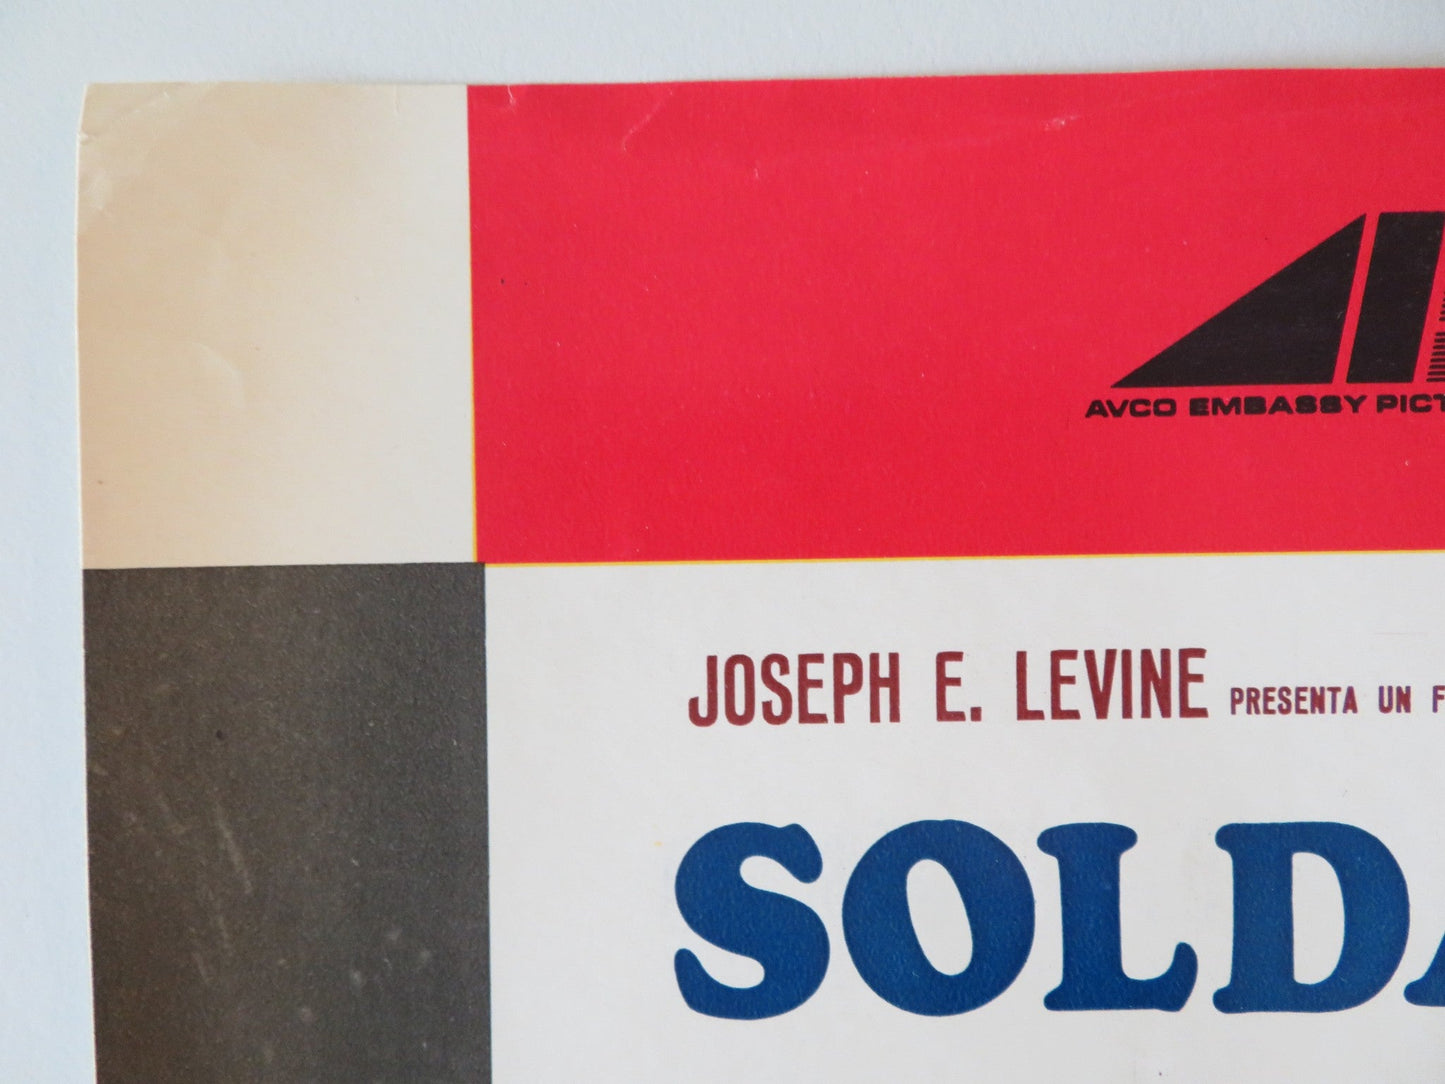 AVCO EMBASSY PICT
JOSEPH E. LEVINE PRESENTA UN F
SOLDA